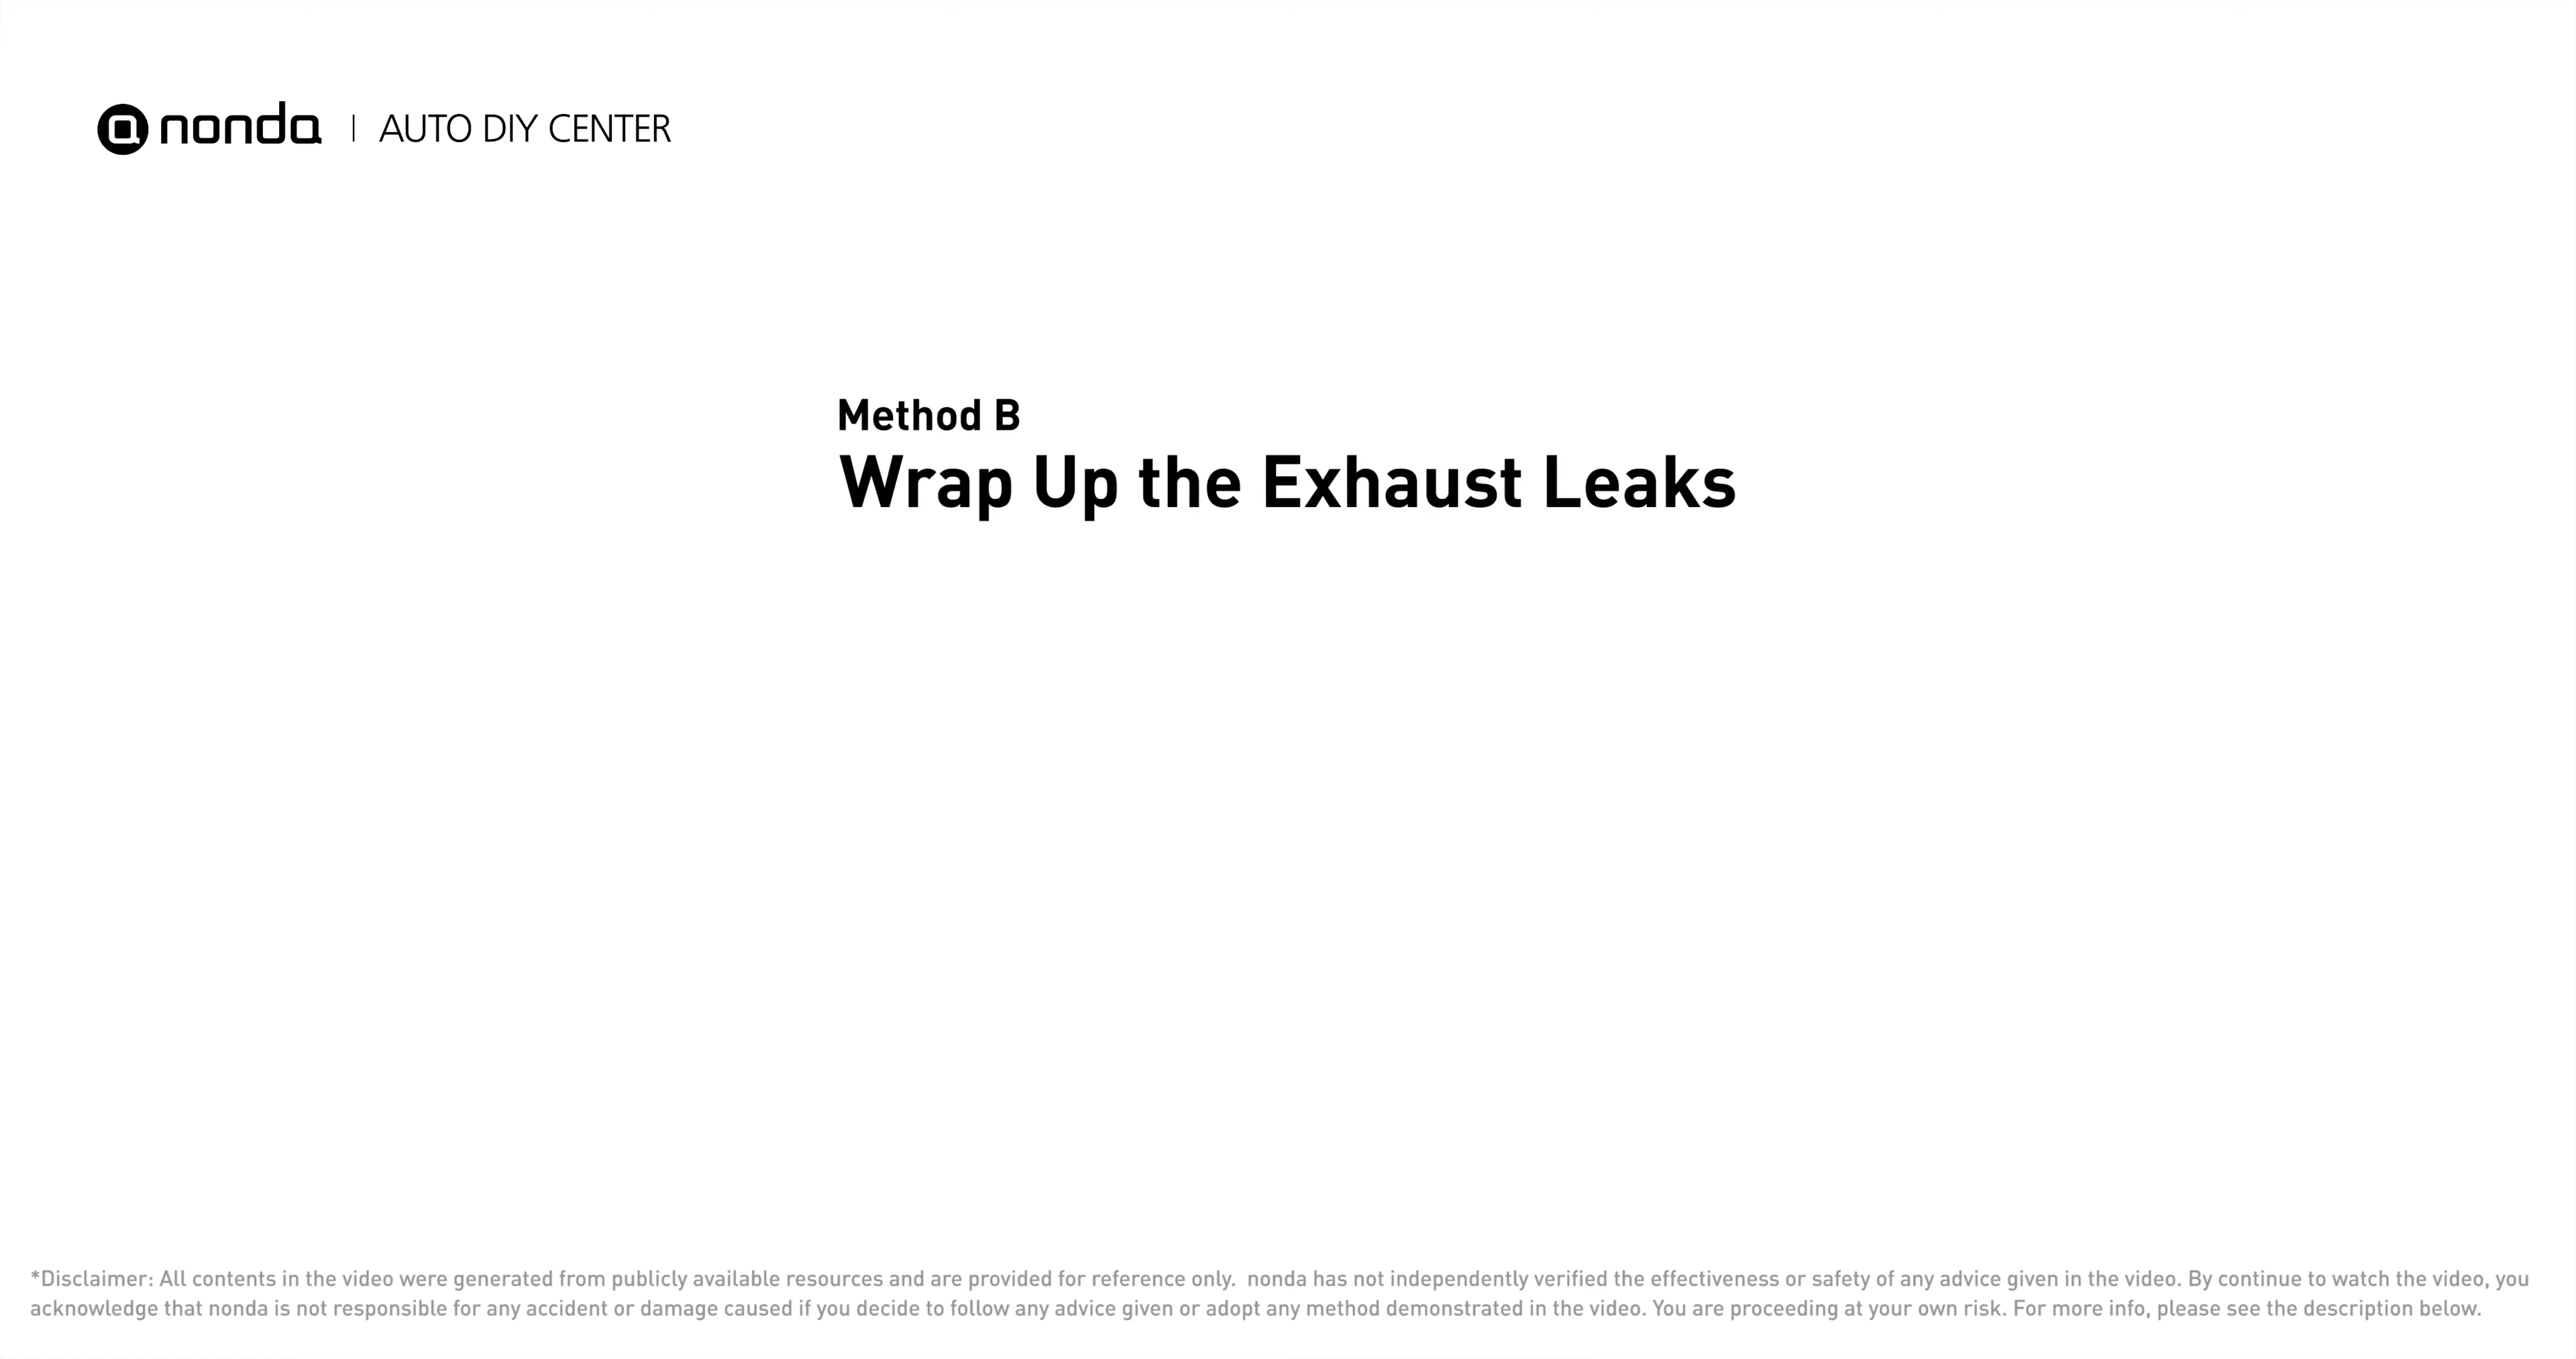 nonda | AUTO DIY CENTER
Method B
Wrap Up the Exhaust Leaks
*Disclaimer: All contents in the video were generated from publicly available resources and are provided for reference only. nonda has not independently verified the effectiveness or safety of any advice given in the video. By continue to watch the video, you
acknowledge that nonda is not responsible for any accident or damage caused if you decide to follow any advice given or adopt any method demonstrated in the video. You are proceeding at your own risk. For more info, please see the description below.